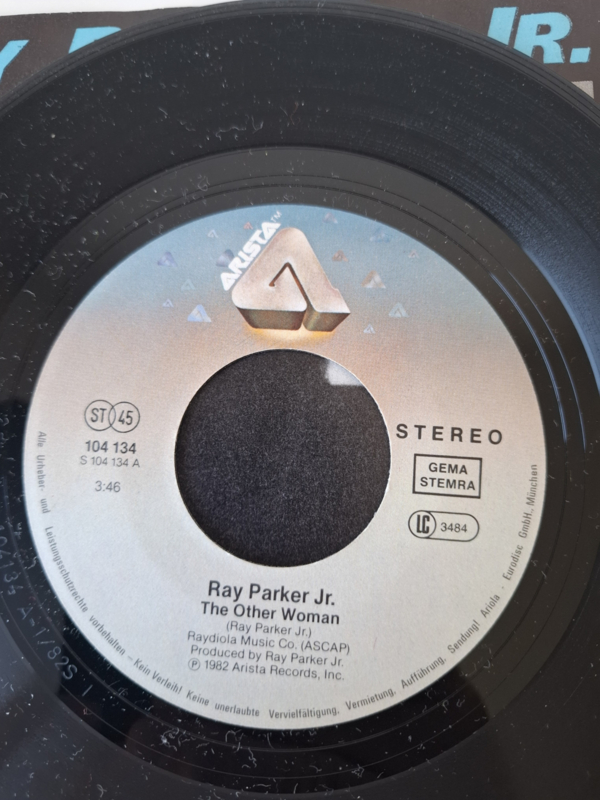 JR.
ARISTA™
ST 45
104 134
S 104 134 A
3:46
STEREO
GEMA
STEMRA
LC 3484
Ray Parker Jr.
The Other Woman
(Ray Parker Jr.)
Raydiola Music Co. (ASCAP)
Produced by Ray Parker Jr.
Ⓟ 1982 Arista Records, Inc.
Alle Urheber- und Leistungsschutzrechte vorbehalten – Kein Verleih! Keine unerlaubte Vervielfältigung, Vermietung, Aufführung, Sendung! Ariola - Eurodisc GmbH, München